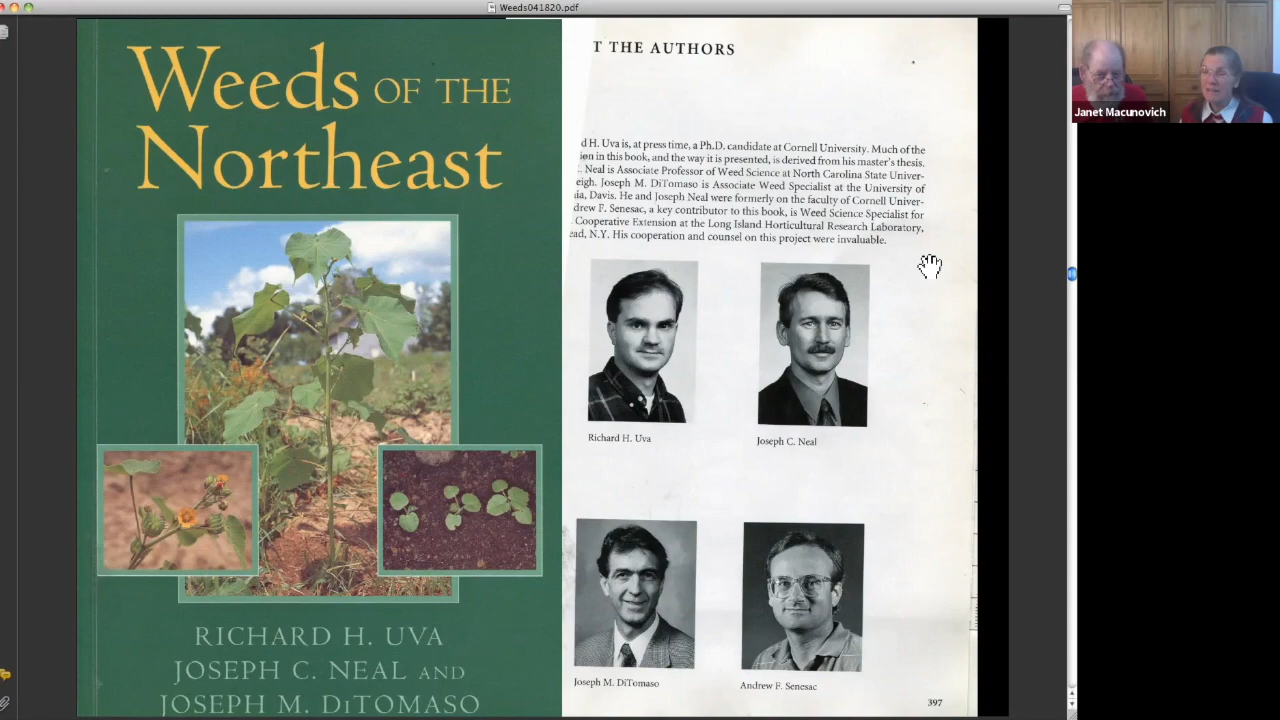 Weeds041820.pdf
Weeds OF THE
Northeast
RICHARD H. UVA
JOSEPH C. NEAL AND
JOSEPH M. DiTOMASO
T THE AUTHORS
d H. Uva is, at press time, a Ph.D. candidate at Cornell University. Much of the
ion in this book, and the way it is presented, is derived from his master's thesis.
. Neal is Associate Professor of Weed Science at North Carolina State Univer-
eigh. Joseph M. DiTomaso is Associate Weed Specialist at the University of
ia, Davis. He and Joseph Neal were formerly on the faculty of Cornell Univer-
drew F. Senesac, a key contributor to this book, is Weed Science Specialist for
Cooperative Extension at the Long Island Horticultural Research Laboratory,
ead, N.Y. His cooperation and counsel on this project were invaluable.
Richard H. Uva
Joseph C. Neal
Joseph M. DiTomaso
Andrew F. Senesac
397
Janet Macunovich